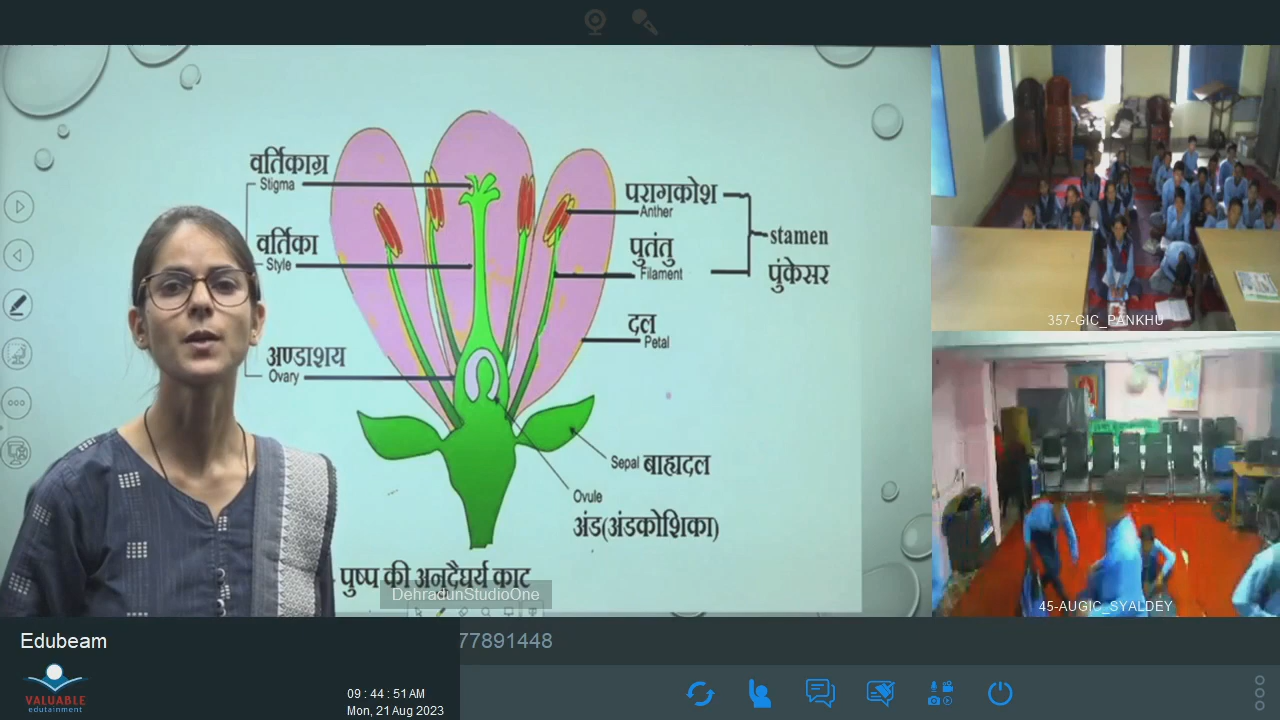 वर्तिकाग्र
Stigma
वर्तिका
Style
अण्डाशय
Ovary
परागकोश
Anther
पुतंतु
Filament
stamen
पुंकेसर
दल
Petal
Sepal बाह्यदल
Ovule
अंड(अंडकोशिका)
पुष्प की अनुदैर्घ्य काट
DehradunStudioOne
357-GIC_PANKHU
45-AUGIC_SYALDEY
Edubeam
77891448
VALUABLE
edutainment
09 : 44 : 51 AM
Mon, 21 Aug 2023